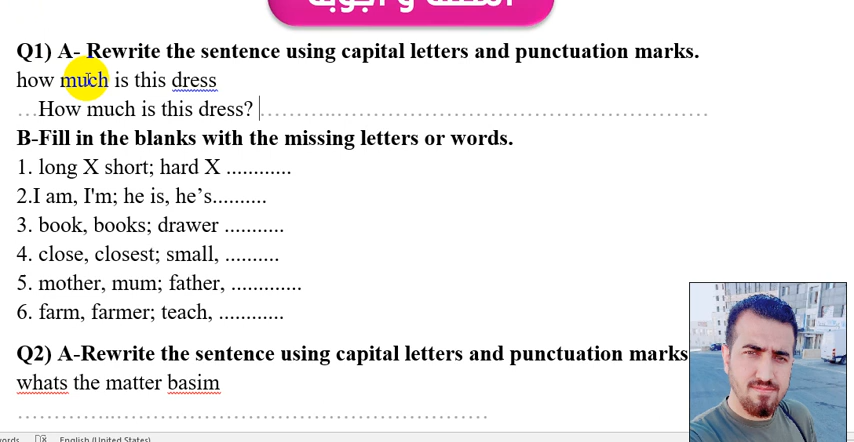 Q1) A- Rewrite the sentence using capital letters and punctuation marks.
how much is this dress
...How much is this dress? ............................................................
B-Fill in the blanks with the missing letters or words.
1. long X short; hard X ............
2.I am, I'm; he is, he’s..........
3. book, books; drawer ...........
4. close, closest; small, ..........
5. mother, mum; father, .............
6. farm, farmer; teach, ............
Q2) A-Rewrite the sentence using capital letters and punctuation marks
whats the matter basim
............................................................
English (United States)